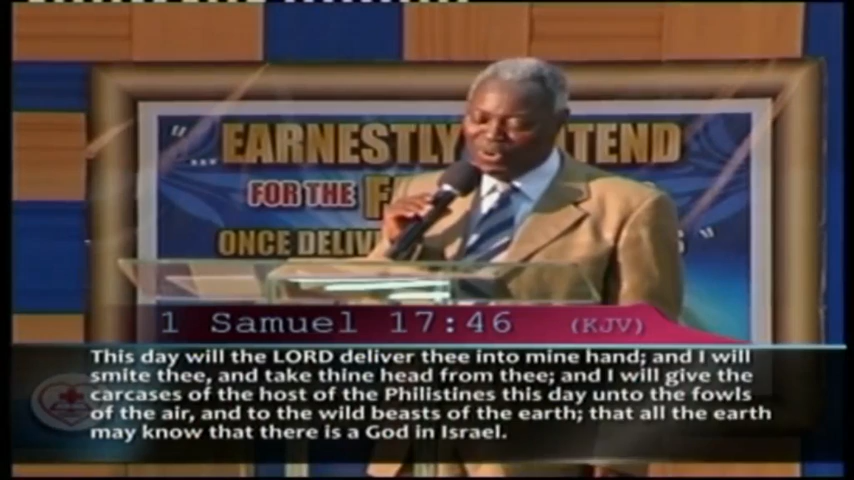 "...EARNESTLY TEND
FOR THE F
ONCE DELIV S "
1 Samuel 17:46 (KJV)
This day will the LORD deliver thee into mine hand; and I will
smite thee, and take thine head from thee; and I will give the
carcases of the host of the Philistines this day unto the fowls
of the air, and to the wild beasts of the earth; that all the earth
may know that there is a God in Israel.